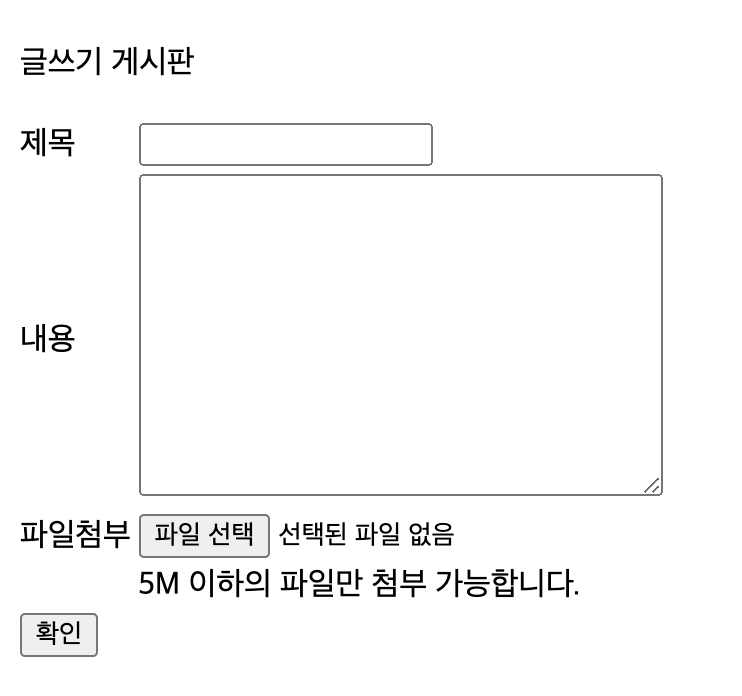 글쓰기 게시판
제목
내용
파일첨부 파일 선택 선택된 파일 없음
5M 이하의 파일만 첨부 가능합니다.
확인